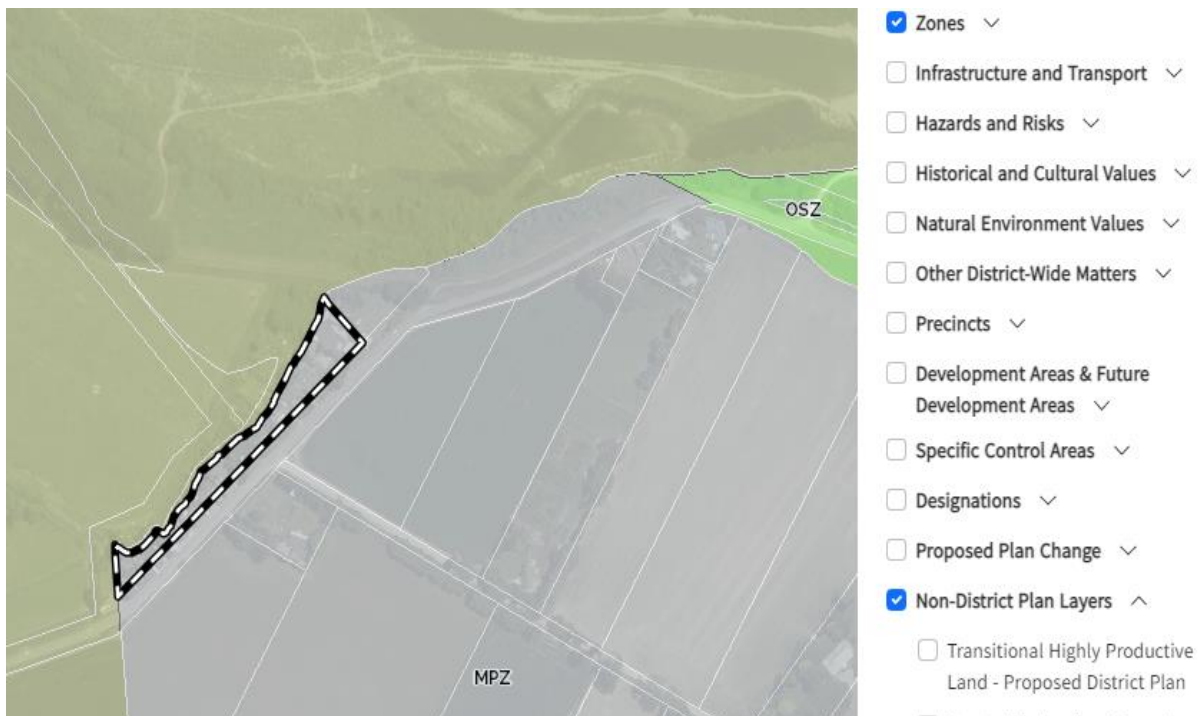 OSZ
MPZ
Zones
Infrastructure and Transport
Hazards and Risks
Historical and Cultural Values
Natural Environment Values
Other District-Wide Matters
Precincts
Development Areas & Future
Development Areas
Specific Control Areas
Designations
Proposed Plan Change
Non-District Plan Layers
Transitional Highly Productive
Land - Proposed District Plan